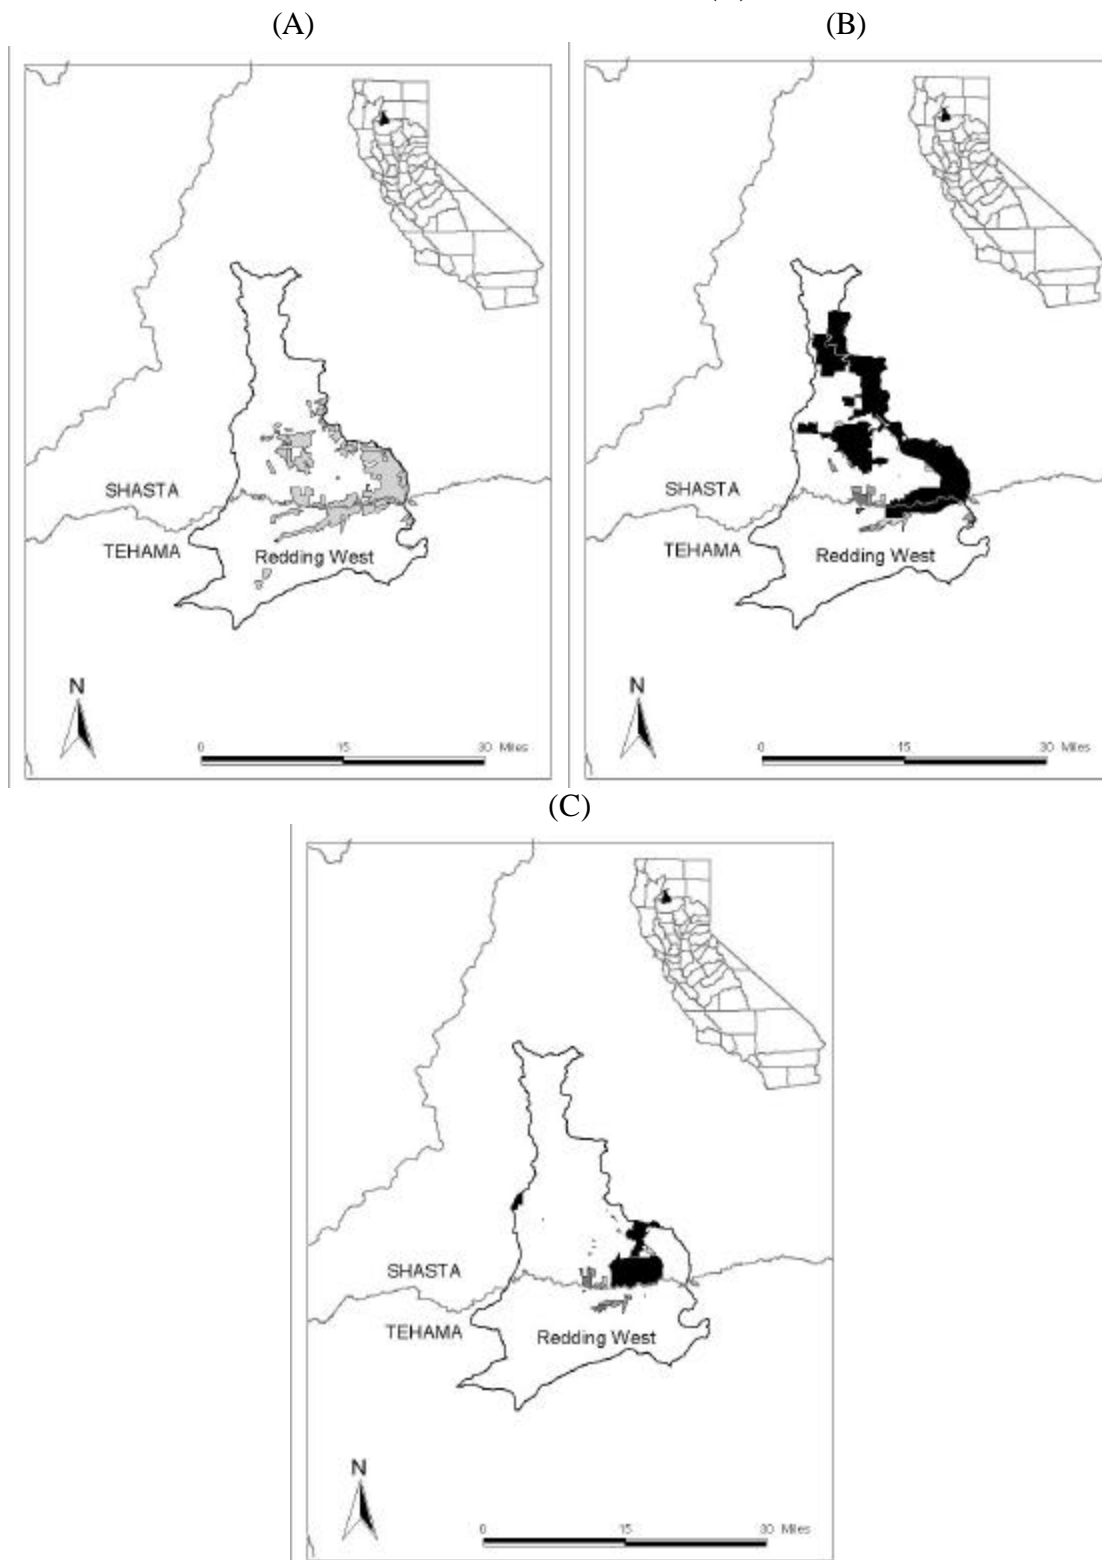 (A)
(B)
SHASTA
TEHAMA
Redding West
N
0 15 30 Miles
SHASTA
TEHAMA
Redding West
N
0 15 30 Miles
(C)
SHASTA
TEHAMA
Redding West
N
0 15 30 Miles